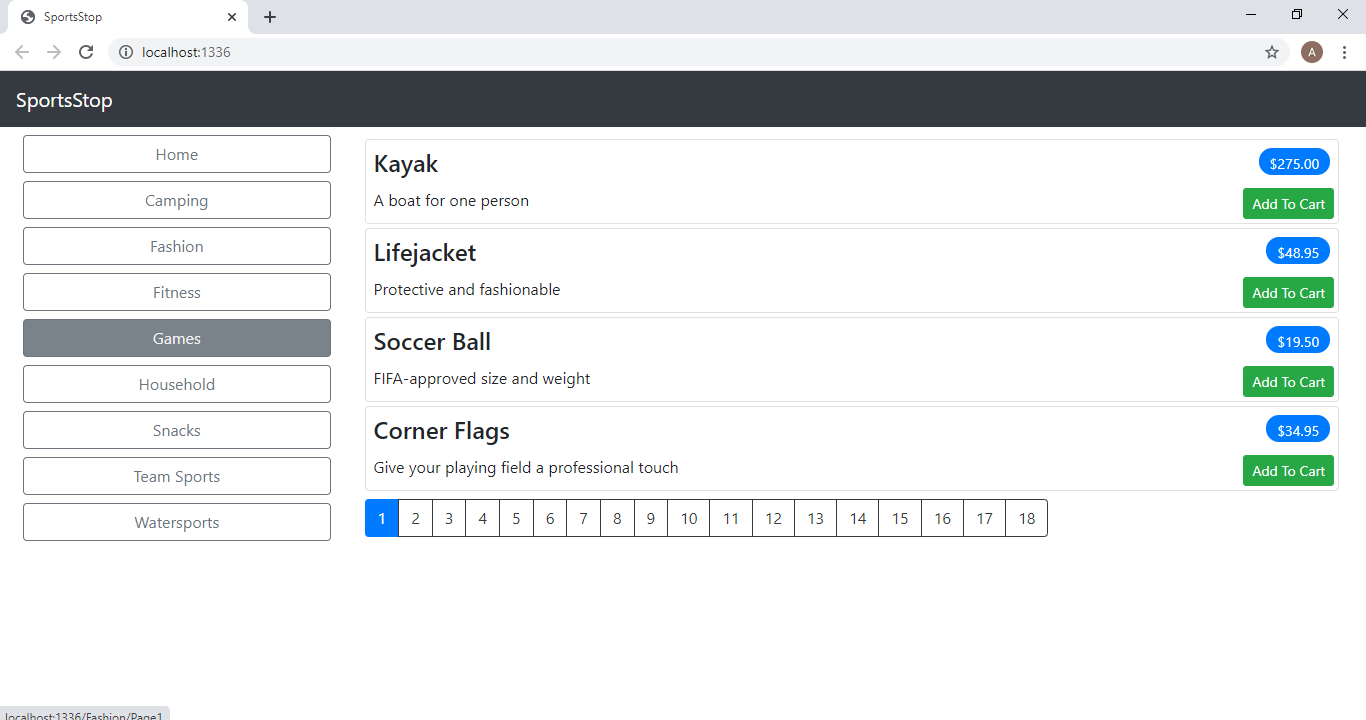 SportsStop
localhost:1336
A
SportsStop
Home
Camping
Fashion
Fitness
Games
Household
Snacks
Team Sports
Watersports
Kayak
$275.00
A boat for one person
Add To Cart
Lifejacket
$48.95
Protective and fashionable
Add To Cart
Soccer Ball
$19.50
FIFA-approved size and weight
Add To Cart
Corner Flags
$34.95
Give your playing field a professional touch
Add To Cart
1 2 3 4 5 6 7 8 9 10 11 12 13 14 15 16 17 18
localhost:1336/Fashion/Page1